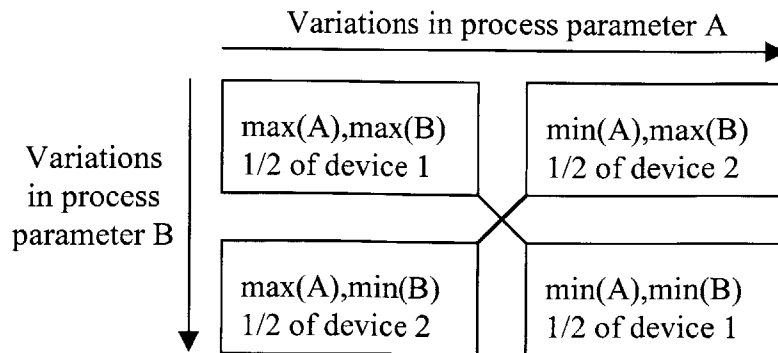 Variations in process parameter A
Variations
in process
parameter B
max(A),max(B)
1/2 of device 1
min(A),max(B)
1/2 of device 2
max(A),min(B)
1/2 of device 2
min(A),min(B)
1/2 of device 1